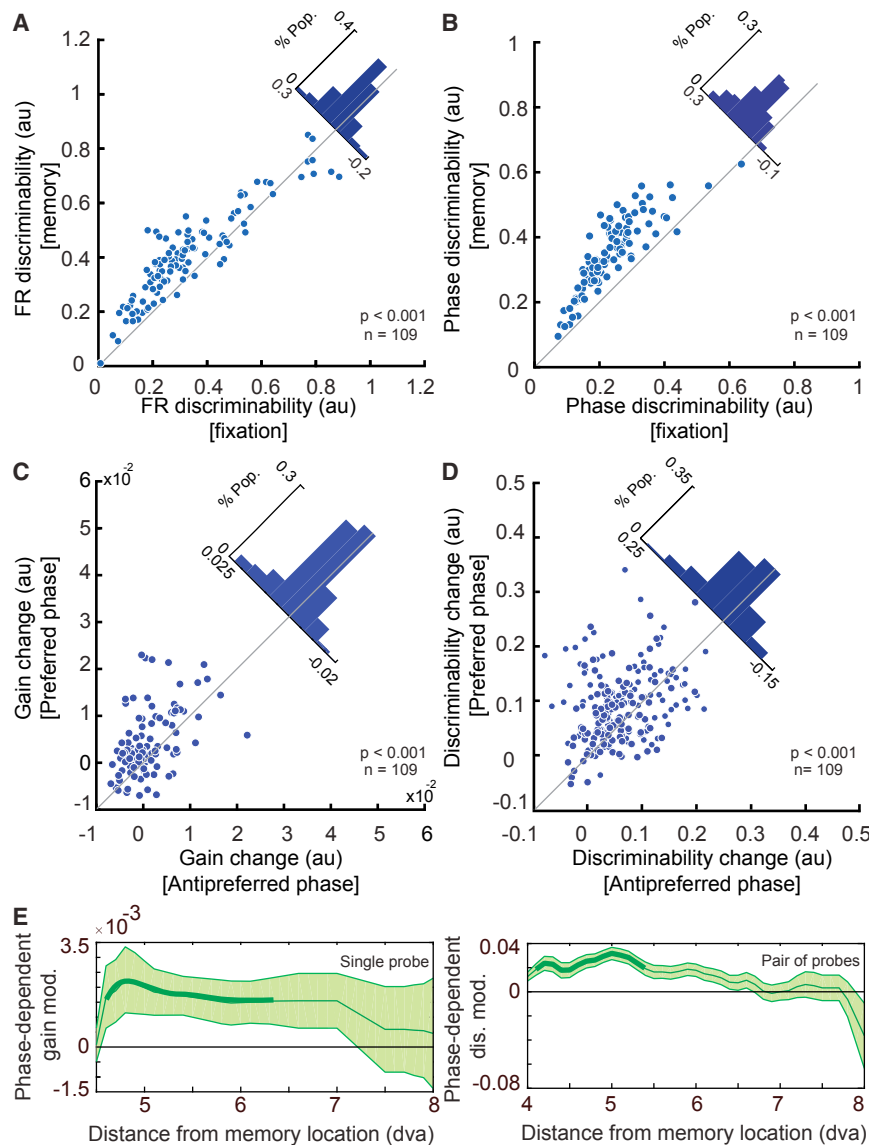 A
FR discriminability (au)
[memory]
1.2
1
0.8
0.6
0.4
0.2
0
0 0.2 0.4 0.6 0.8 1 1.2
FR discriminability (au)
[fixation]
% Pop.
0.4
0
0.3
-0.2
p < 0.001
n = 109
B
Phase discriminability (au)
[memory]
1
0.8
0.6
0.4
0.2
0
0 0.2 0.4 0.6 0.8 1
Phase discriminability (au)
[fixation]
% Pop.
0.3
0
0.3
-0.1
p < 0.001
n = 109
C
Gain change (au)
[Preferred phase]
x10-2
6
5
4
3
2
1
0
-1
-1 0 1 2 3 4 5 6
x10-2
Gain change (au)
[Antipreferred phase]
% Pop.
0.3
0
0.025
-0.02
p < 0.001
n = 109
D
Discriminability change (au)
[Preferred phase]
0.5
0.4
0.3
0.2
0.1
0
-0.1
-0.1 0 0.1 0.2 0.3 0.4 0.5
Discriminability change (au)
[Antipreferred phase]
% Pop.
0.35
0
0.25
-0.15
p < 0.001
n= 109
E
× 10-3
Phase-dependent
gain mod.
3.5
0
-1.5
Single probe
5 6 7 8
Distance from memory location (dva)
Phase-dependent
dis. mod.
0.04
0
-0.08
Pair of probes
4 5 6 7 8
Distance from memory location (dva)